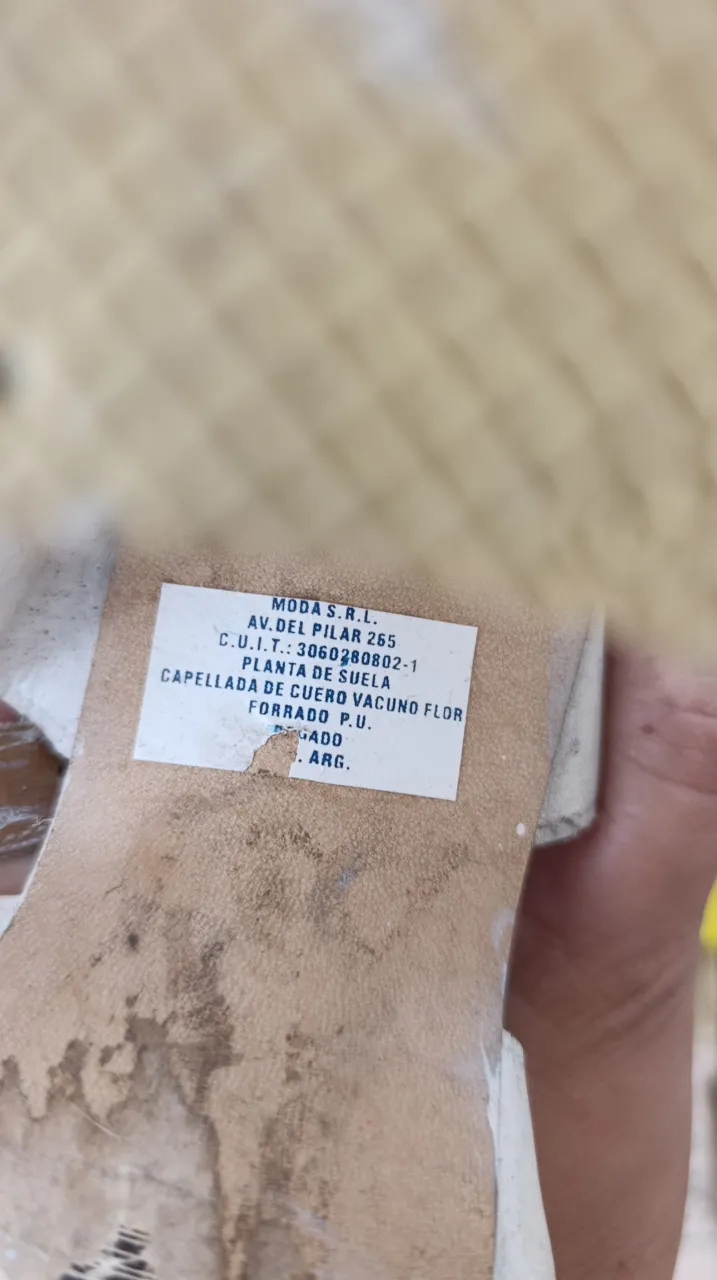 MODA S.R.L.
AV.DEL PILAR 265
C.U.I.T.: 3060280802-1
PLANTA DE SUELA
CAPELLADA DE CUERO VACUNO FLOR
FORRADO P.U.
. ARG.